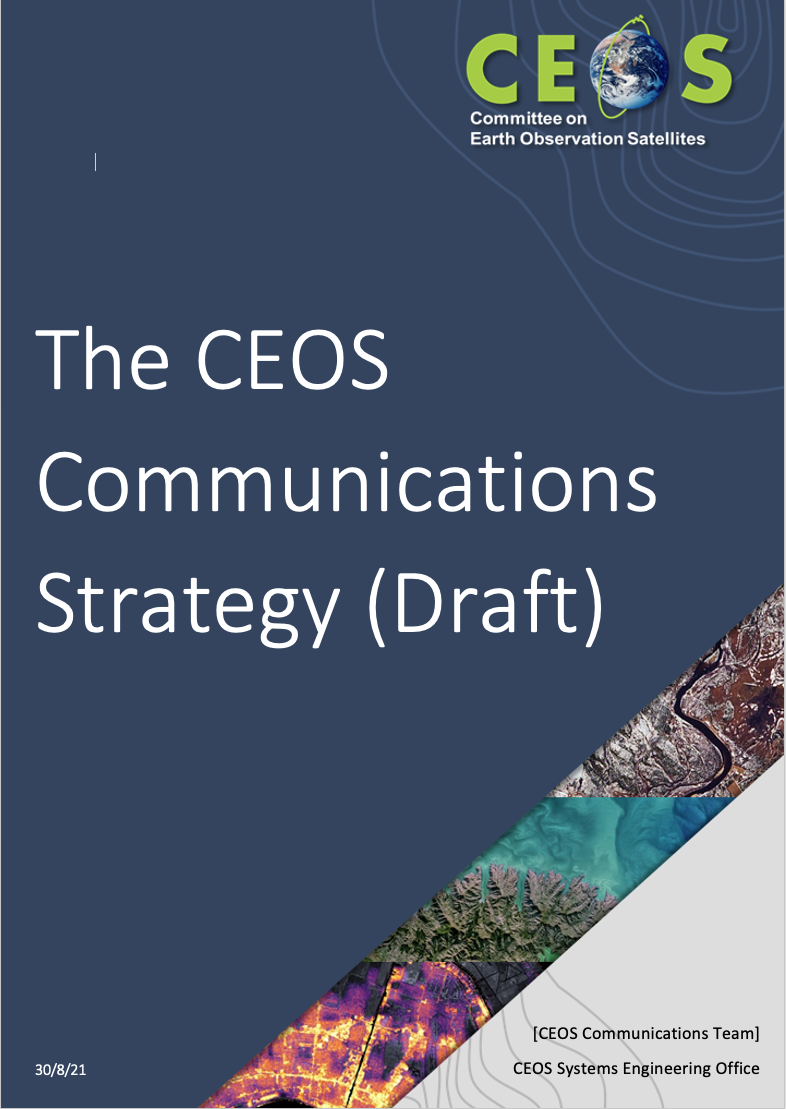 CEOS
Committee on
Earth Observation Satellites
The CEOS
Communications
Strategy (Draft)
[CEOS Communications Team]
30/8/21
CEOS Systems Engineering Office